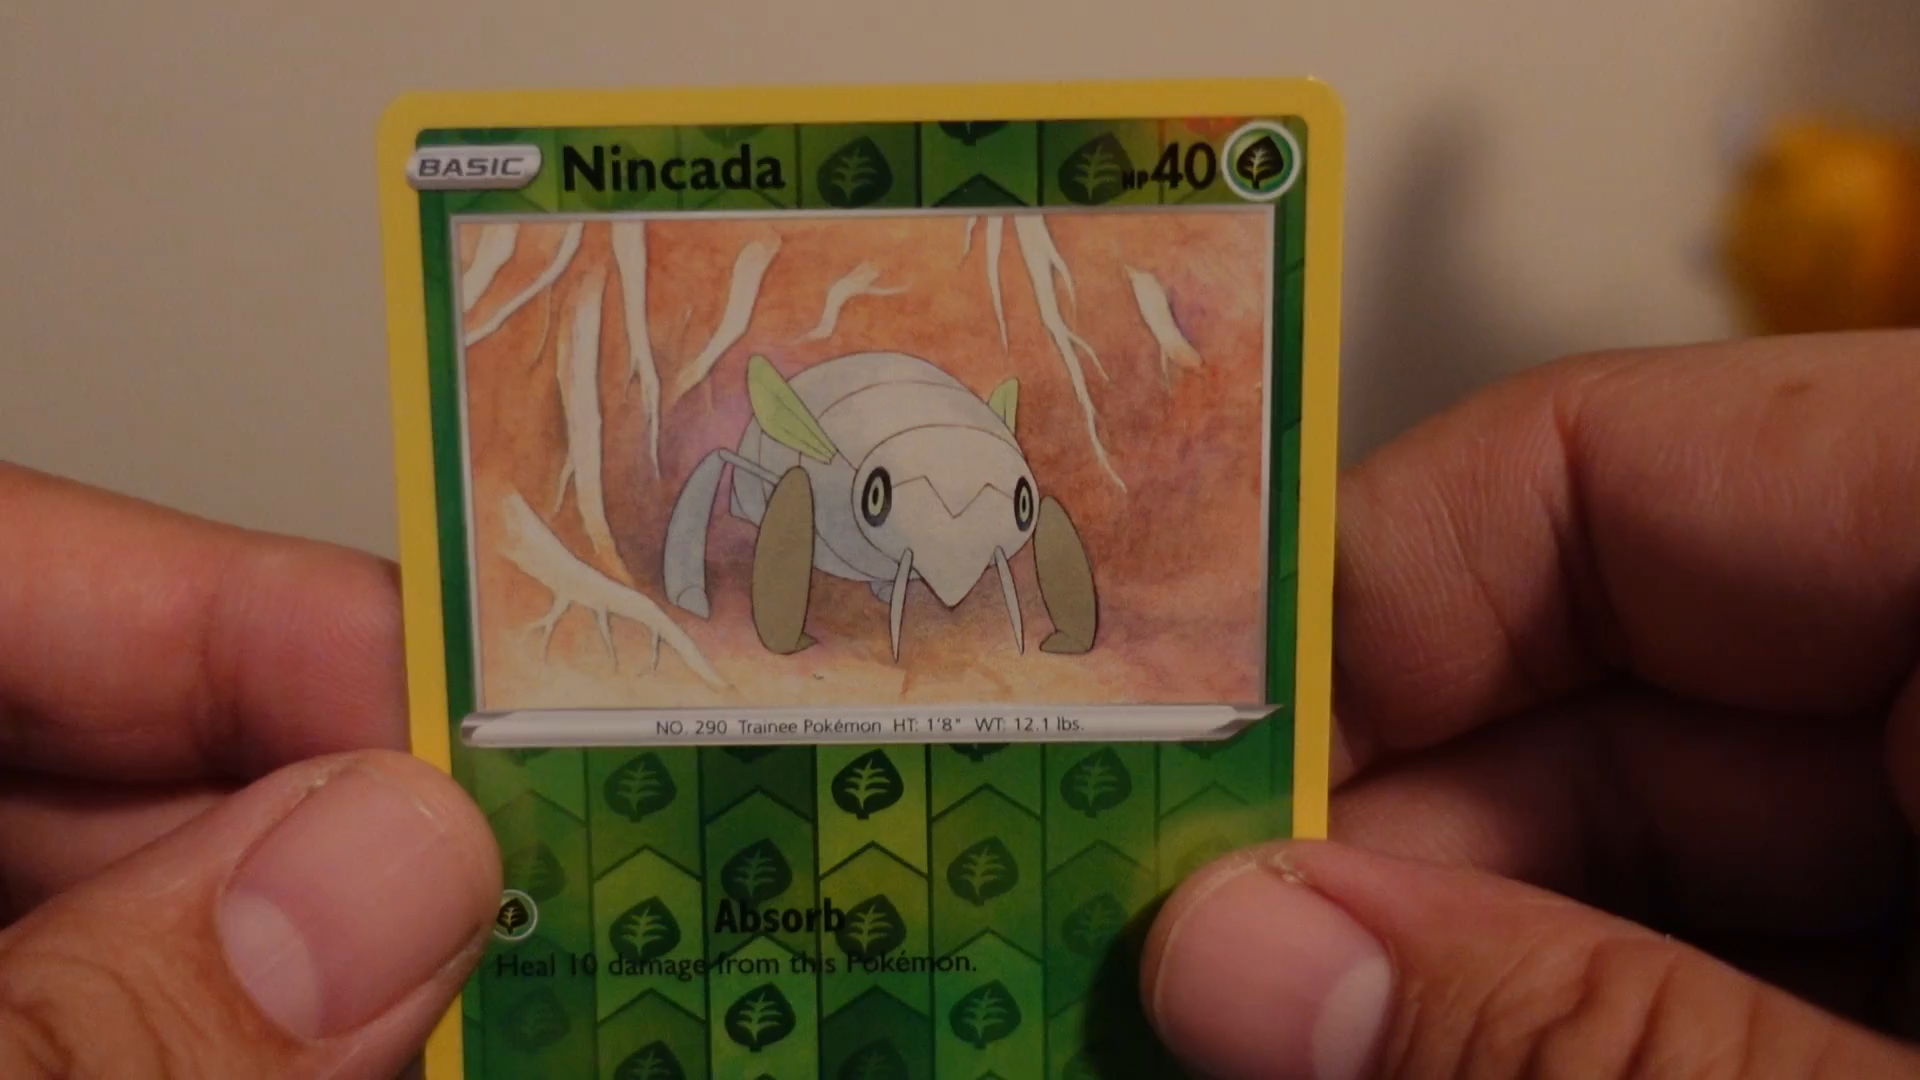 BASIC Nincada HP40
NO. 290 Trainee Pokémon HT: 1'8" WT: 12.1 lbs.
Absorb
Heal 10 damage from this Pokémon.